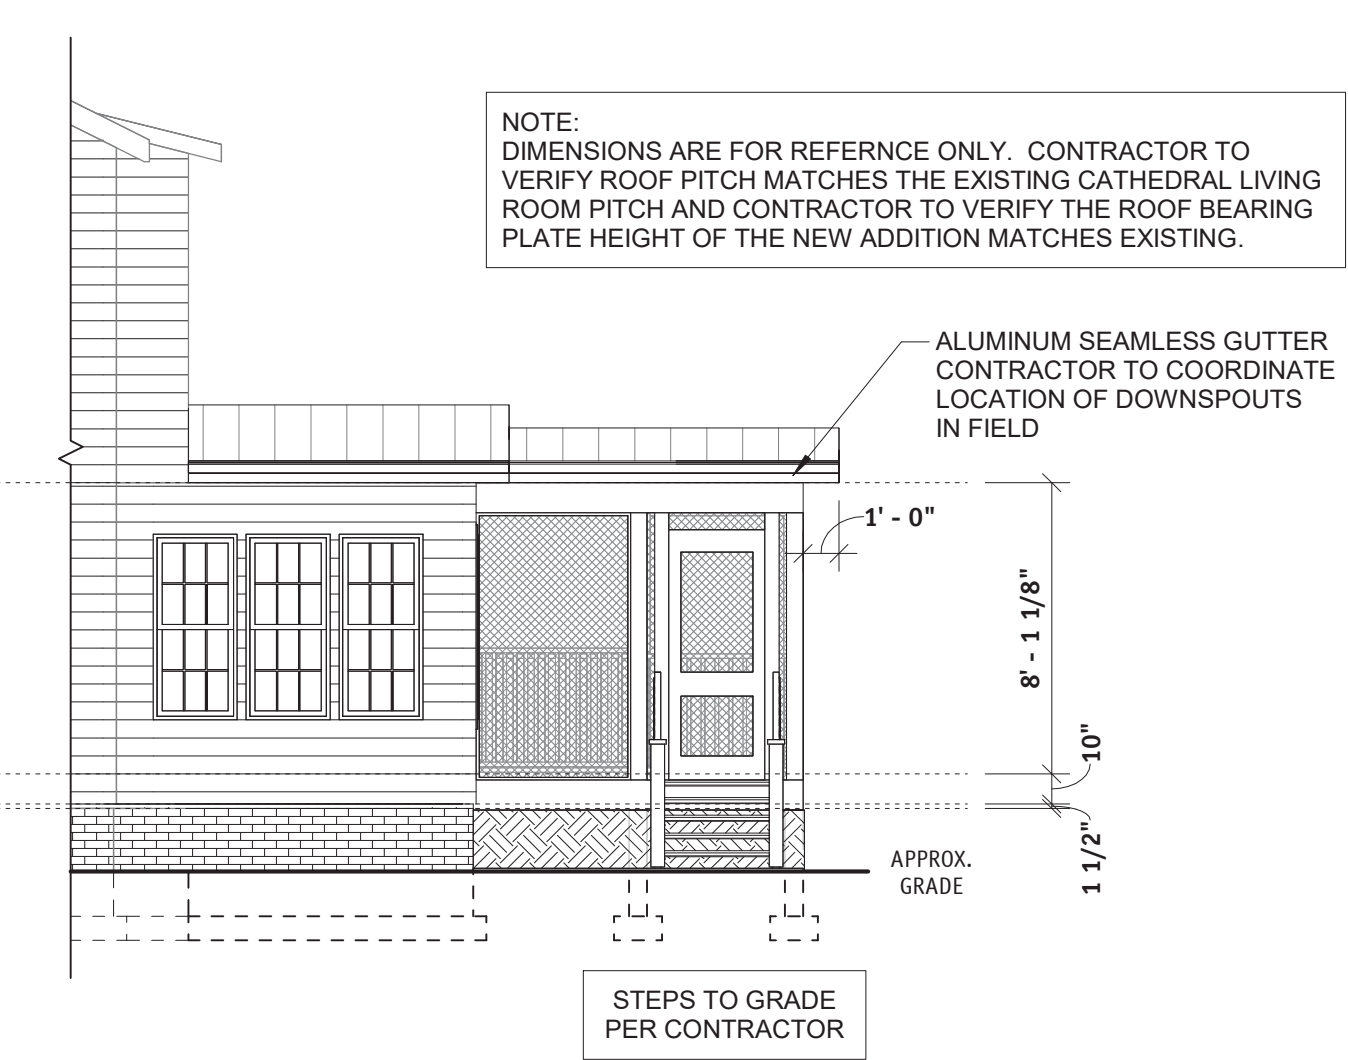 NOTE:
DIMENSIONS ARE FOR REFERNCE ONLY.  CONTRACTOR TO
VERIFY ROOF PITCH MATCHES THE EXISTING CATHEDRAL LIVING
ROOM PITCH AND CONTRACTOR TO VERIFY THE ROOF BEARING
PLATE HEIGHT OF THE NEW ADDITION MATCHES EXISTING.
ALUMINUM SEAMLESS GUTTER
CONTRACTOR TO COORDINATE
LOCATION OF DOWNSPOUTS
IN FIELD
1' - 0"
8' - 1 1/8"
10"
1 1/2"
APPROX.
GRADE
STEPS TO GRADE
PER CONTRACTOR